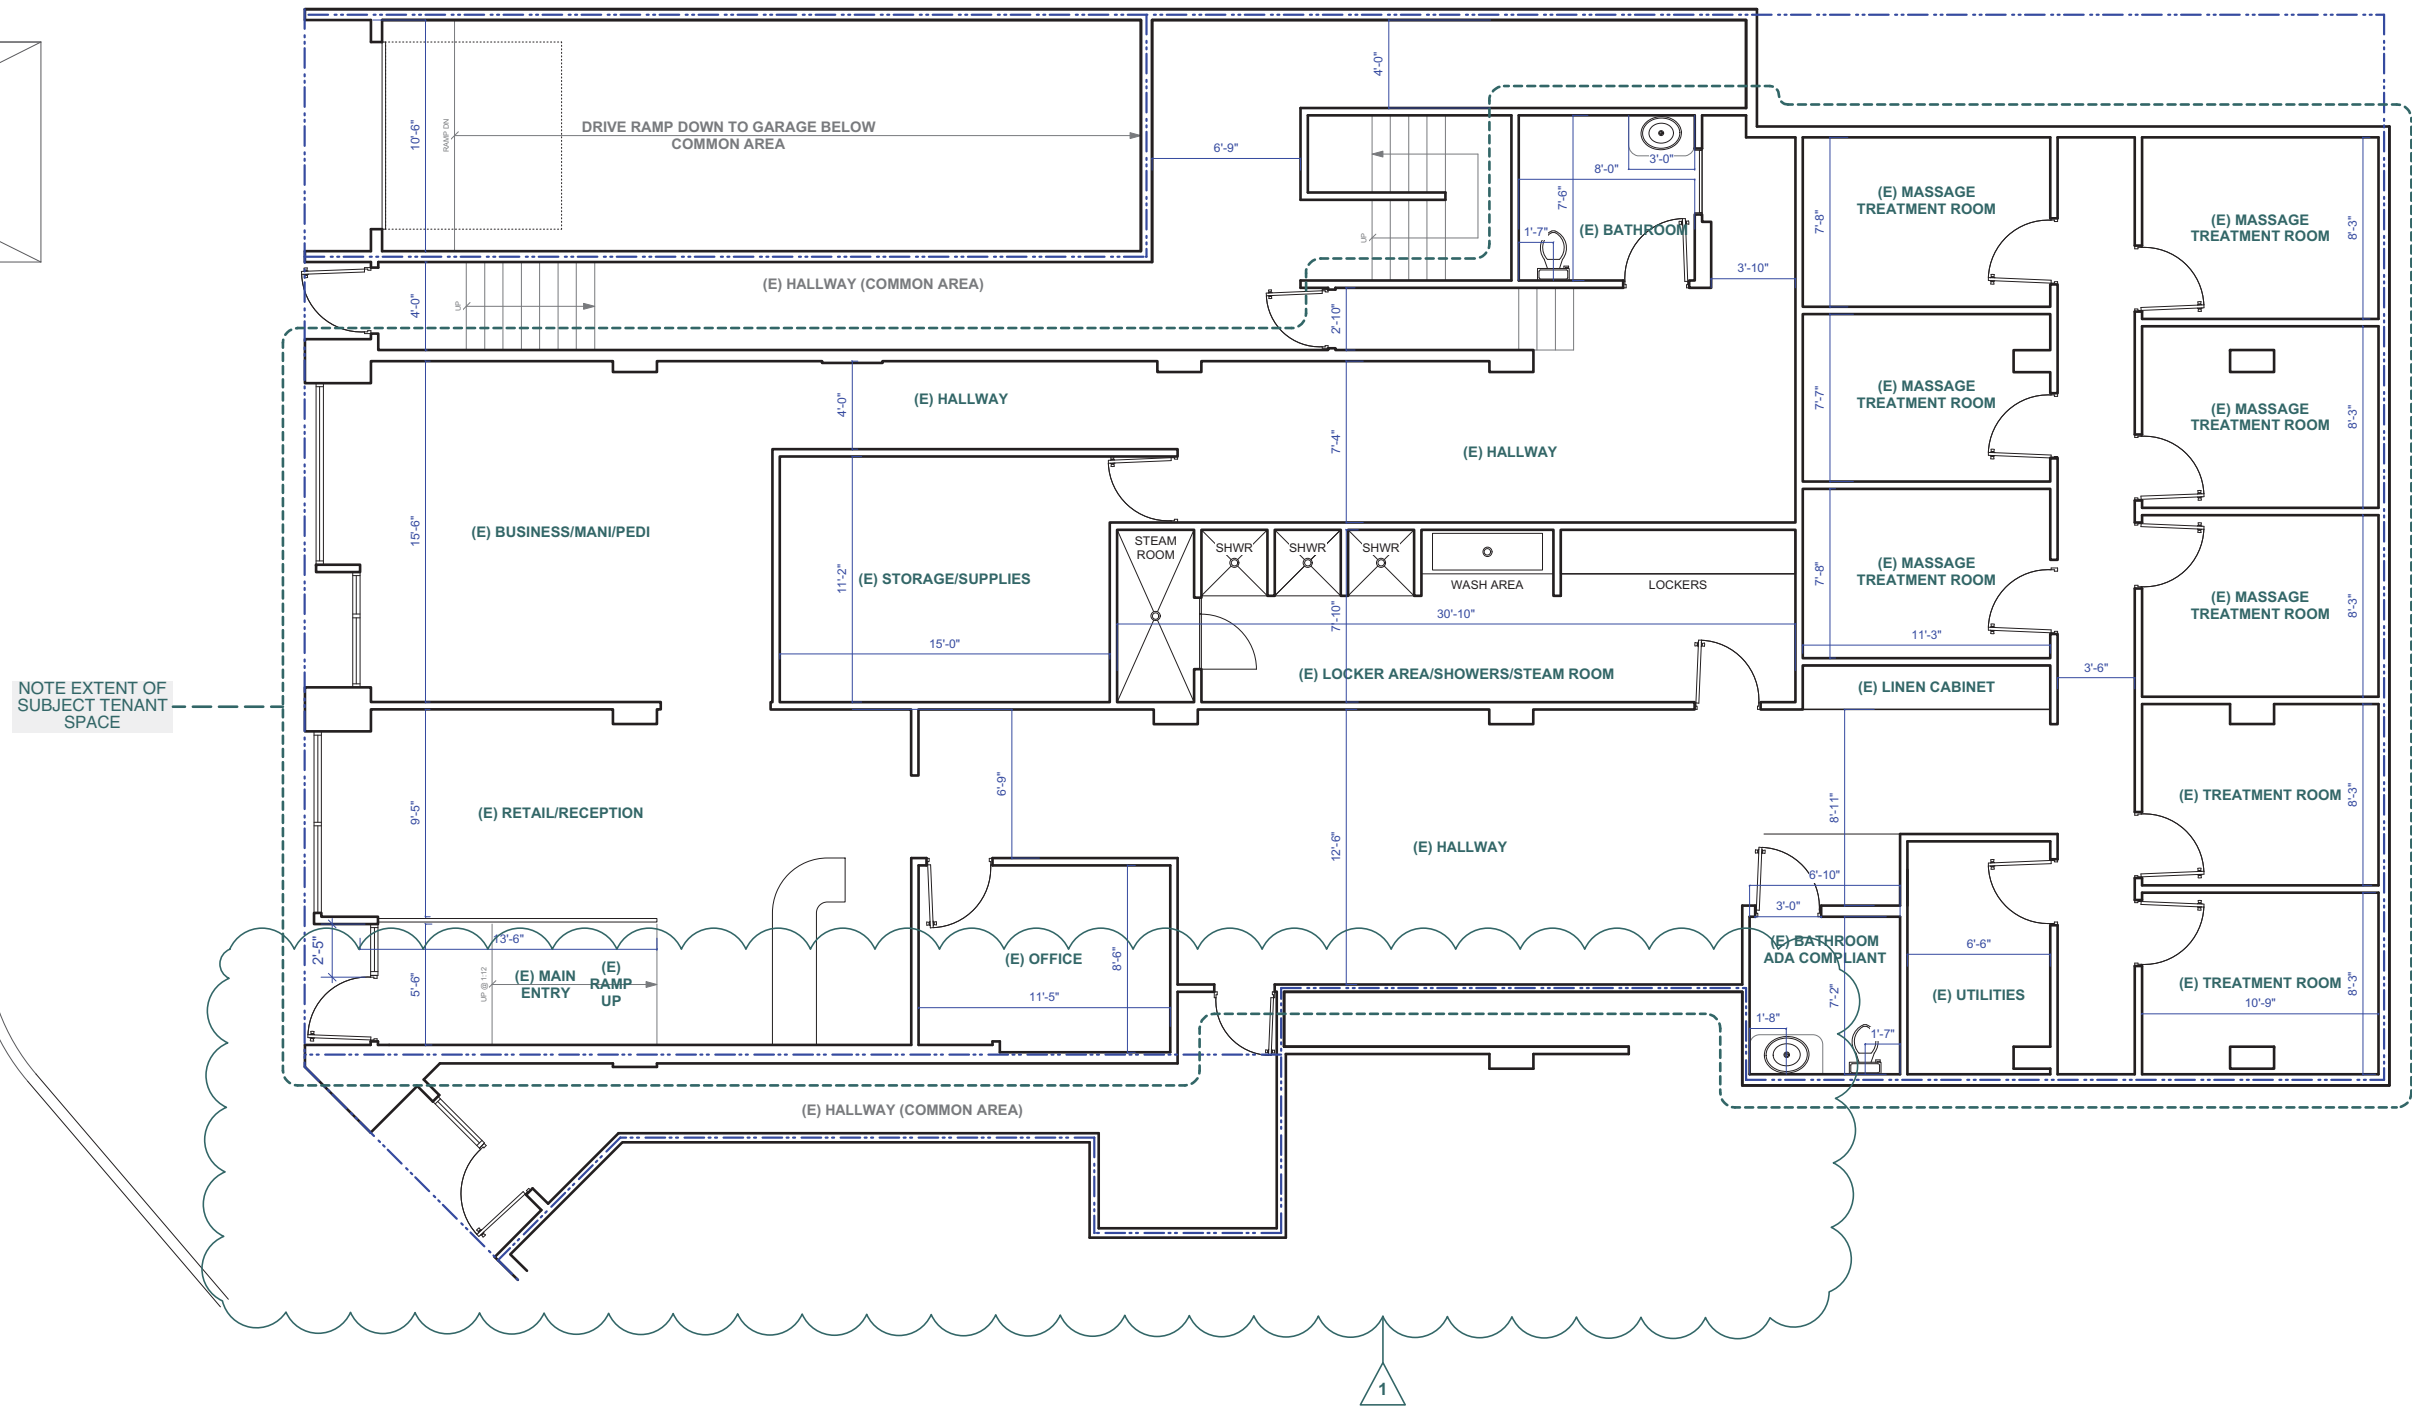 4'-0"
10'-6"
RAMP DN
DRIVE RAMP DOWN TO GARAGE BELOW
COMMON AREA
6'-9"
3'-0"
8'-0"
7'-6"
1'-7"
(E) BATHROOM
UP
3'-10"
(E) MASSAGE
TREATMENT ROOM
7'-8"
(E) MASSAGE
TREATMENT ROOM
8'-3"
(E) HALLWAY (COMMON AREA)
4'-0"
UP
2'-10"
(E) HALLWAY
4'-0"
7'-4"
(E) HALLWAY
(E) MASSAGE
TREATMENT ROOM
7'-7"
(E) MASSAGE
TREATMENT ROOM
8'-3"
15'-6"
(E) BUSINESS/MANI/PEDI
11'-2"
(E) STORAGE/SUPPLIES
15'-0"
STEAM
ROOM
SHWR
SHWR
SHWR
WASH AREA
LOCKERS
7'-10"
30'-10"
(E) LOCKER AREA/SHOWERS/STEAM ROOM
(E) MASSAGE
TREATMENT ROOM
7'-8"
11'-3"
(E) MASSAGE
TREATMENT ROOM
8'-3"
3'-6"
(E) LINEN CABINET
NOTE EXTENT OF
SUBJECT TENANT
SPACE
9'-5"
(E) RETAIL/RECEPTION
6'-9"
12'-6"
(E) HALLWAY
8'-11"
(E) TREATMENT ROOM
8'-3"
6'-10"
3'-0"
2'-5"
13'-6"
5'-6"
UP @ 1:12
(E) MAIN
ENTRY
(E)
RAMP
UP
(E) OFFICE
8'-6"
11'-5"
(E) BATHROOM
ADA COMPLIANT
7'-2"
1'-8"
1'-7"
6'-6"
(E) UTILITIES
(E) TREATMENT ROOM
8'-3"
10'-9"
(E) HALLWAY (COMMON AREA)
1